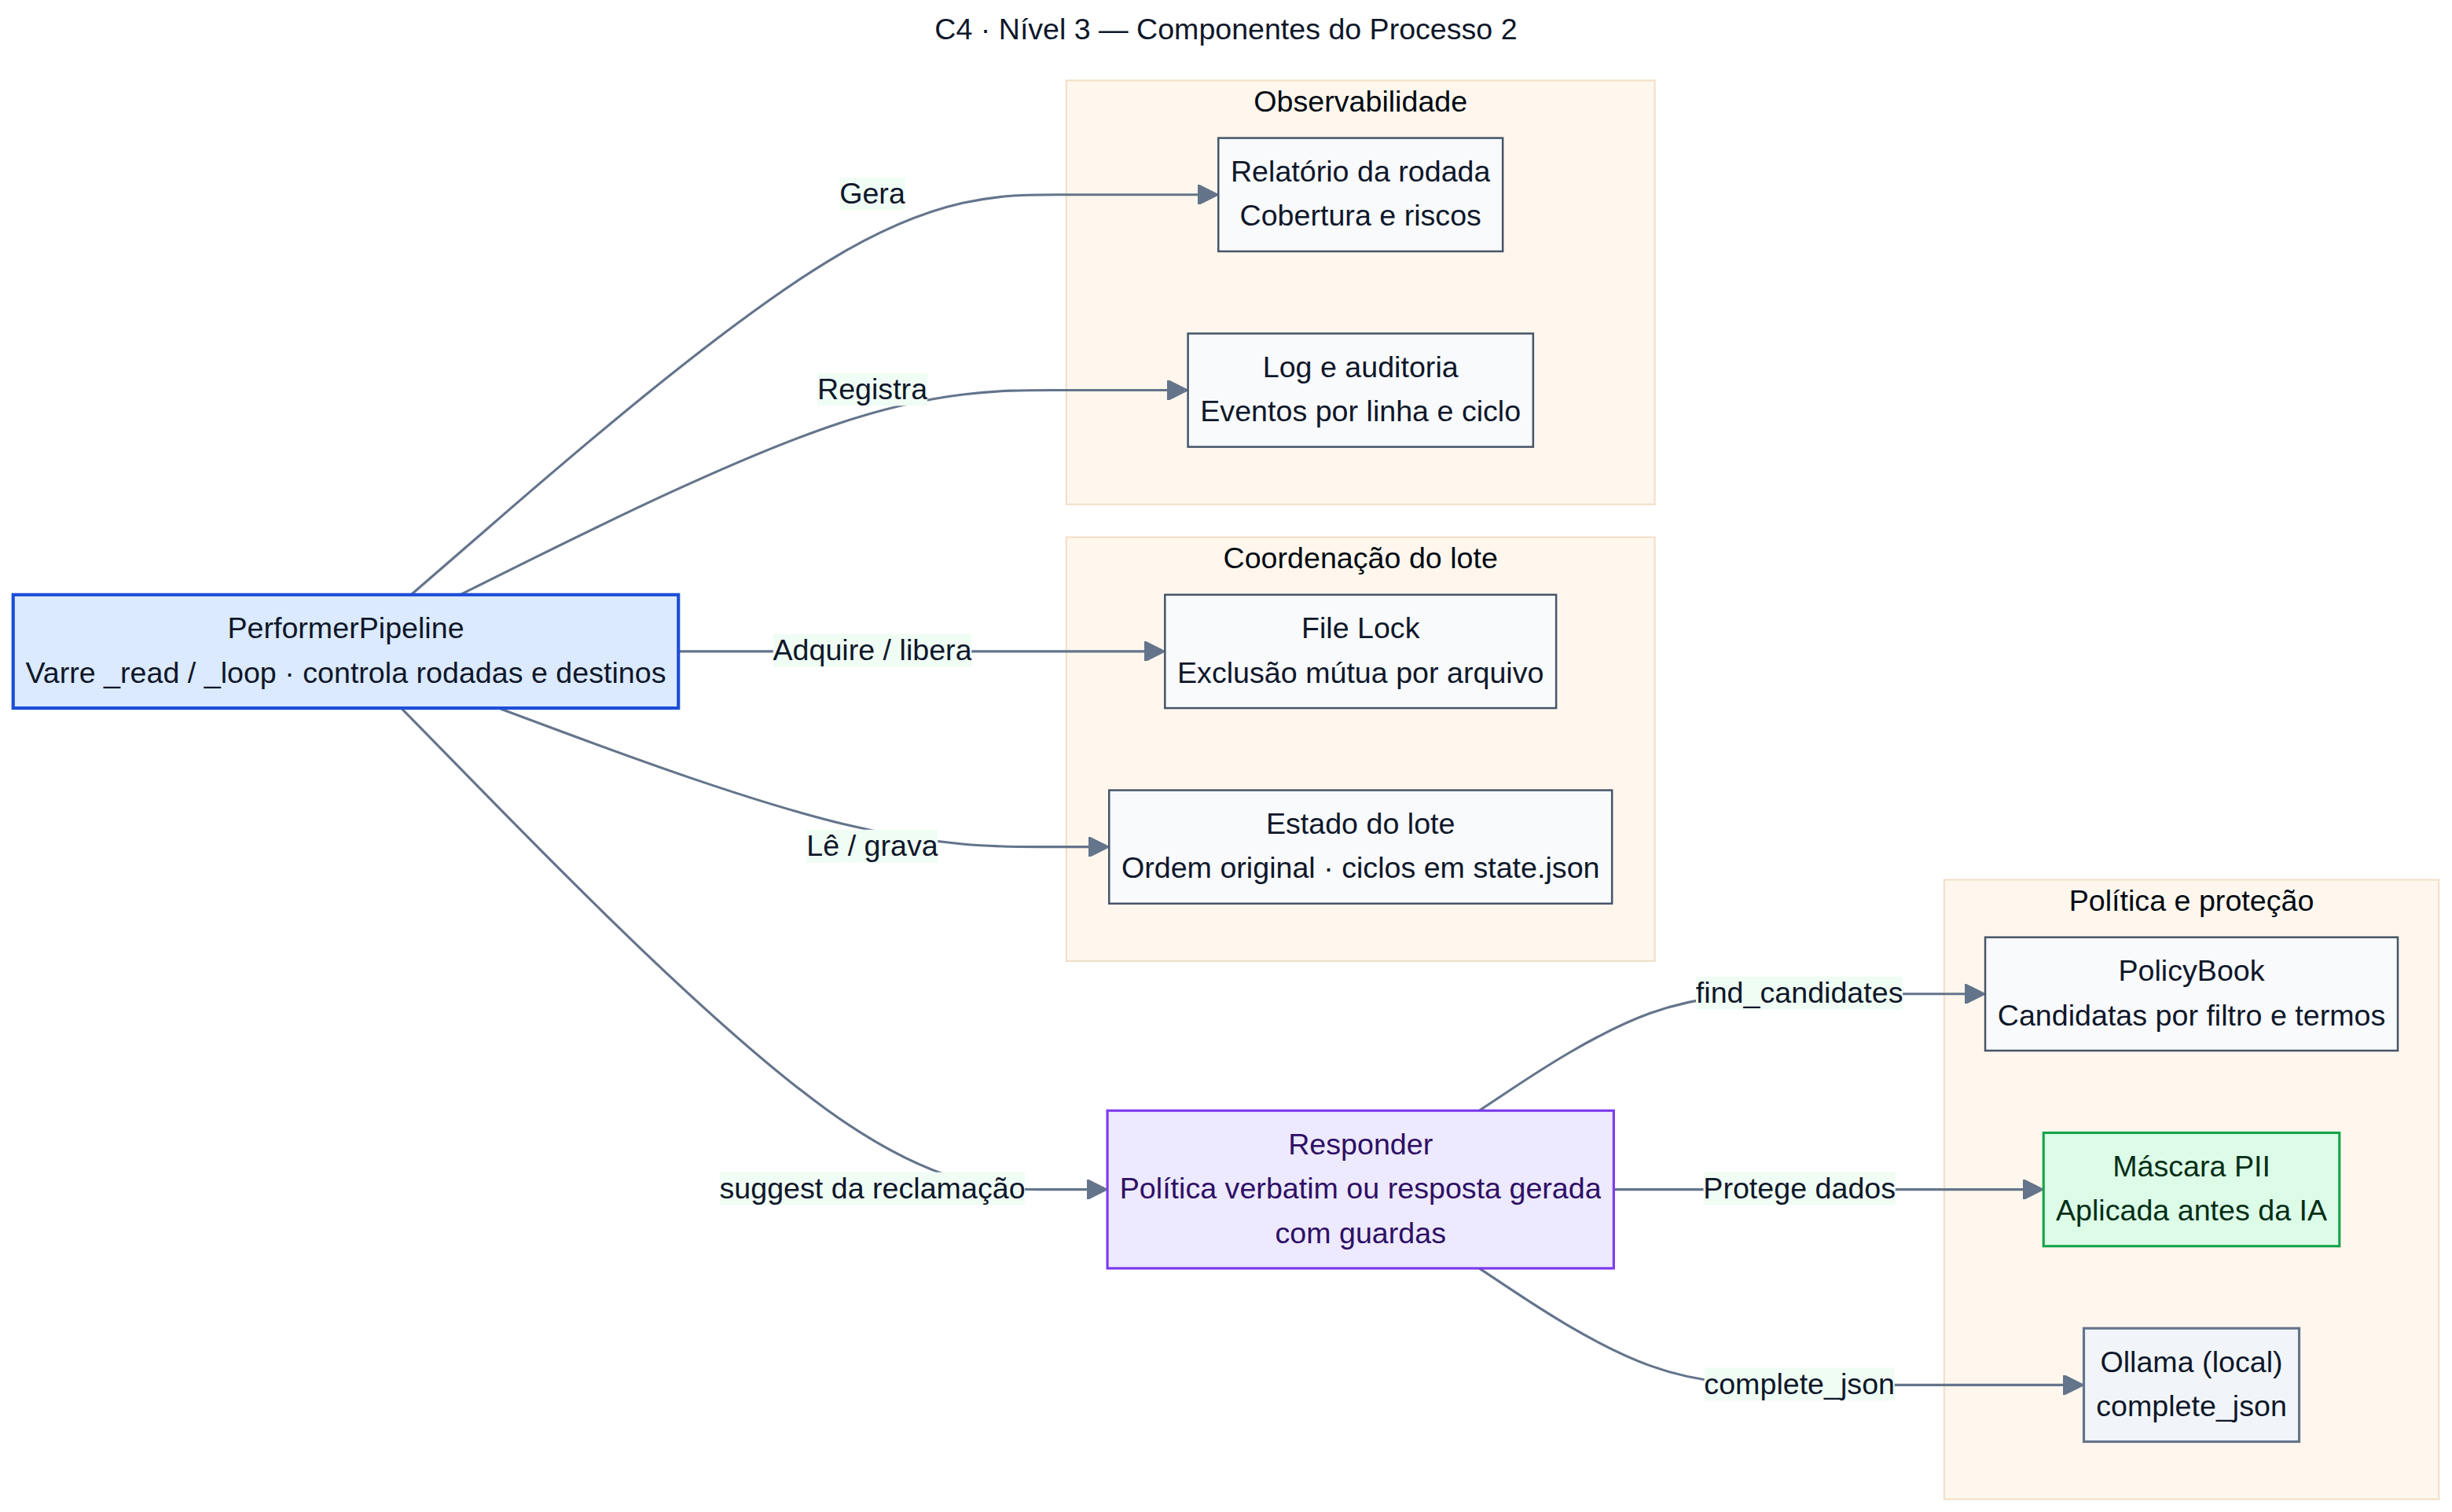 C4 · Nível 3 — Componentes do Processo 2
Observabilidade
Relatório da rodada
Cobertura e riscos
Gera
Log e auditoria
Eventos por linha e ciclo
Registra
Coordenação do lote
PerformerPipeline
Varre _read / _loop · controla rodadas e destinos
Adquire / libera
File Lock
Exclusão mútua por arquivo
Lê / grava
Estado do lote
Ordem original · ciclos em state.json
Política e proteção
find_candidates
PolicyBook
Candidatas por filtro e termos
suggest da reclamação
Responder
Política verbatim ou resposta gerada
com guardas
Protege dados
Máscara PII
Aplicada antes da IA
complete_json
Ollama (local)
complete_json